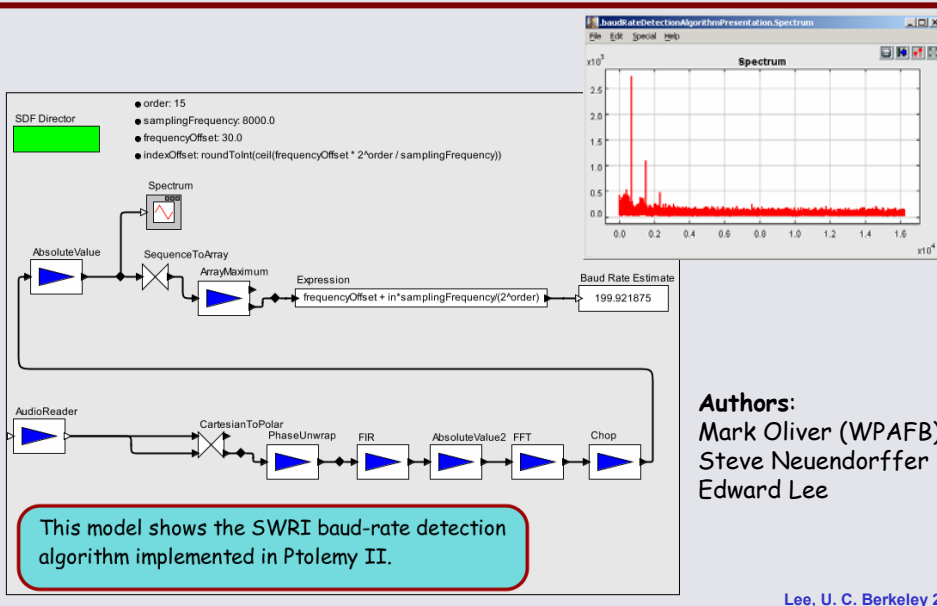 .baudRateDetectionAlgorithmPresentation.Spectrum
File Edit Special Help
Spectrum
x10^3
2.5
2.0
1.5
1.0
0.5
0.0
0.0 0.2 0.4 0.6 0.8 1.0 1.2 1.4 1.6
x10^4
SDF Director
order: 15
samplingFrequency: 8000.0
frequencyOffset: 30.0
indexOffset: roundToInt(ceil(frequencyOffset * 2^order / samplingFrequency))
Spectrum
AbsoluteValue
SequenceToArray
ArrayMaximum
Expression
frequencyOffset + in*samplingFrequency/(2^order)
Baud Rate Estimate
199.921875
AudioReader
CartesianToPolar
PhaseUnwrap
FIR
AbsoluteValue2
FFT
Chop
This model shows the SWRI baud-rate detection
algorithm implemented in Ptolemy II.
Authors:
Mark Oliver (WPAFB)
Steve Neuendorffer
Edward Lee
Lee, U. C. Berkeley 2